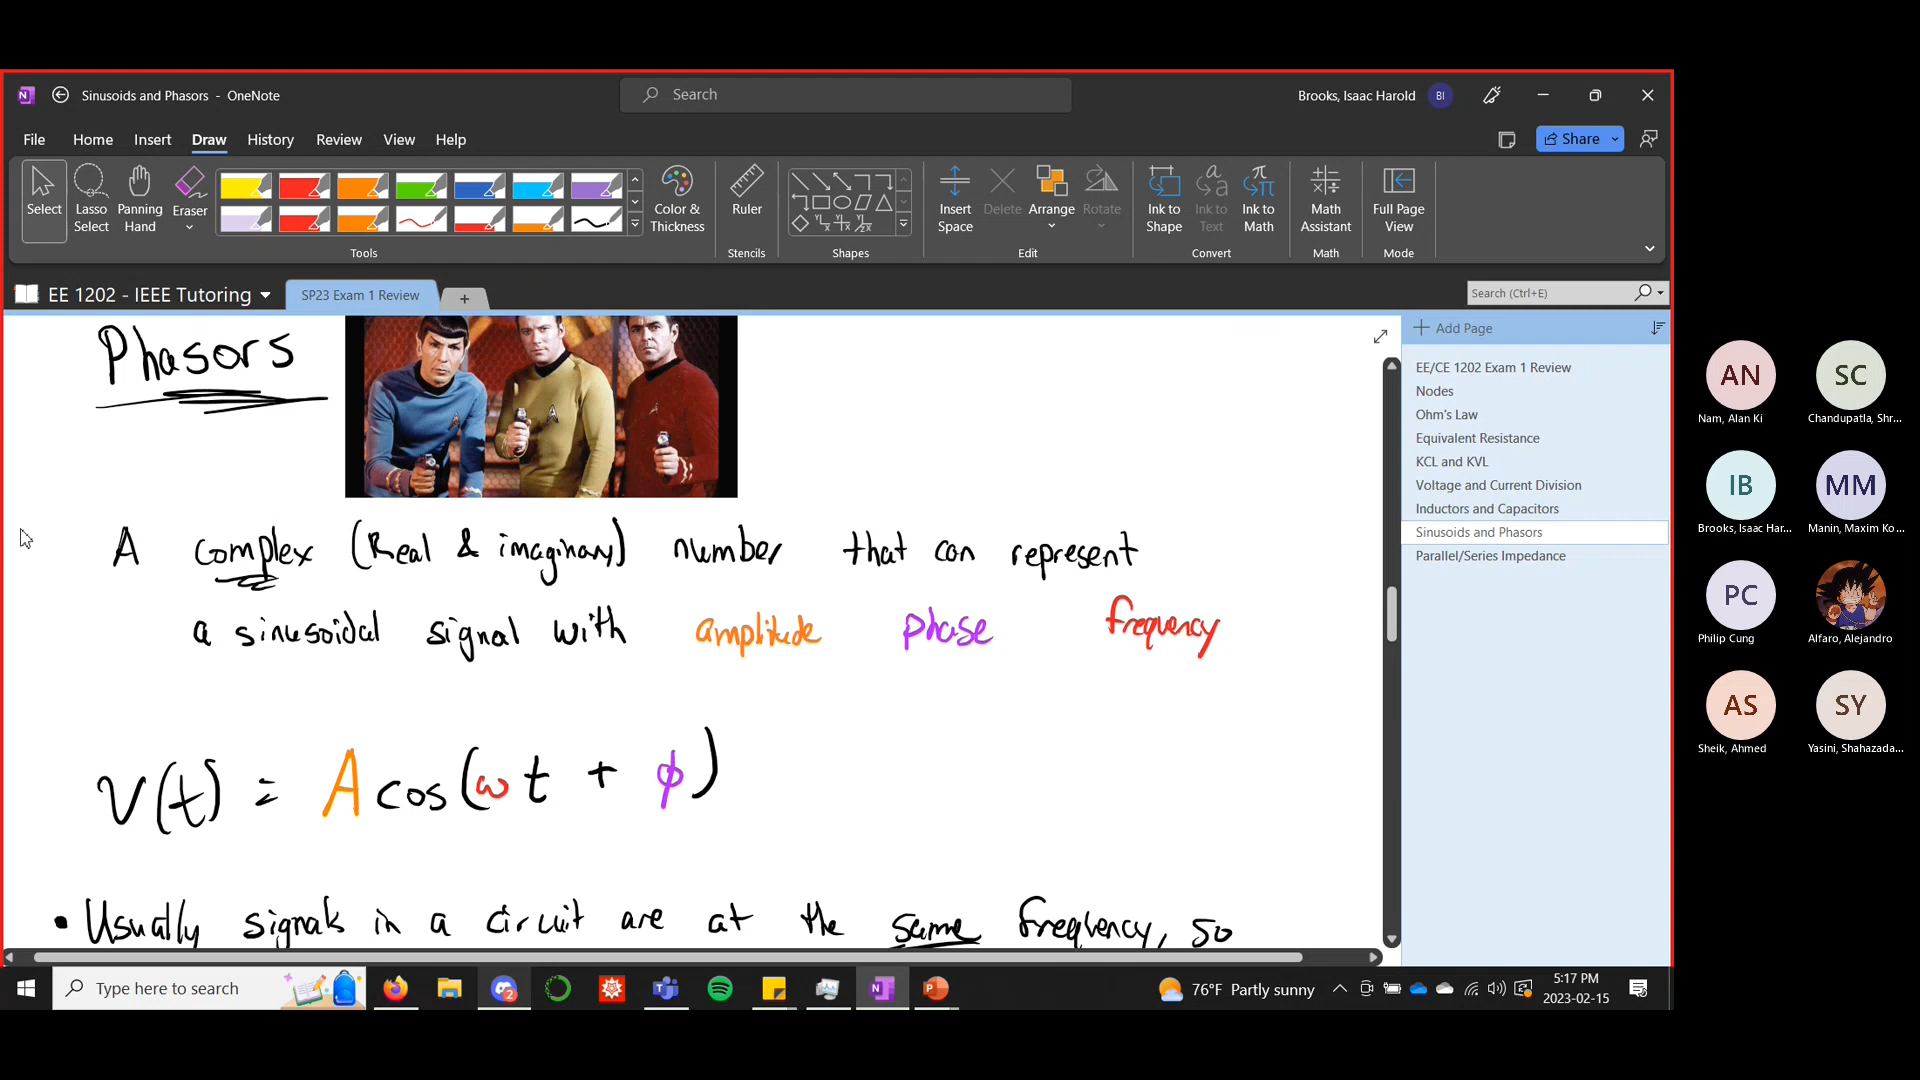 Sinusoids and Phasors - OneNote
Search
Brooks, Isaac Harold
BI
File Home Insert Draw History Review View Help
Share
Select
Lasso Select
Panning Hand
Eraser
Color & Thickness
Ruler
Insert Space
Delete
Arrange
Rotate
Ink to Shape
Ink to Text
Ink to Math
Math Assistant
Full Page View
Tools Stencils Shapes Edit Convert Math Mode
EE 1202 - IEEE Tutoring
SP23 Exam 1 Review
Search (Ctrl+E)
Add Page
EE/CE 1202 Exam 1 Review
Nodes
Ohm's Law
Equivalent Resistance
KCL and KVL
Voltage and Current Division
Inductors and Capacitors
Sinusoids and Phasors
Parallel/Series Impedance
Phasors
A complex (Real & imaginary) number that can represent
a sinusoidal signal with amplitude phase frequency
V(t) = A cos(ωt + φ)
• Usually signals in a circuit are at the same frequency, so
AN SC
Nam, Alan Ki Chandupatla, Shr...
IB MM
Brooks, Isaac Har... Manin, Maxim Ko...
PC
Philip Cung Alfaro, Alejandro
AS SY
Sheik, Ahmed Yasini, Shahazada...
Type here to search
76°F Partly sunny
5:17 PM
2023-02-15